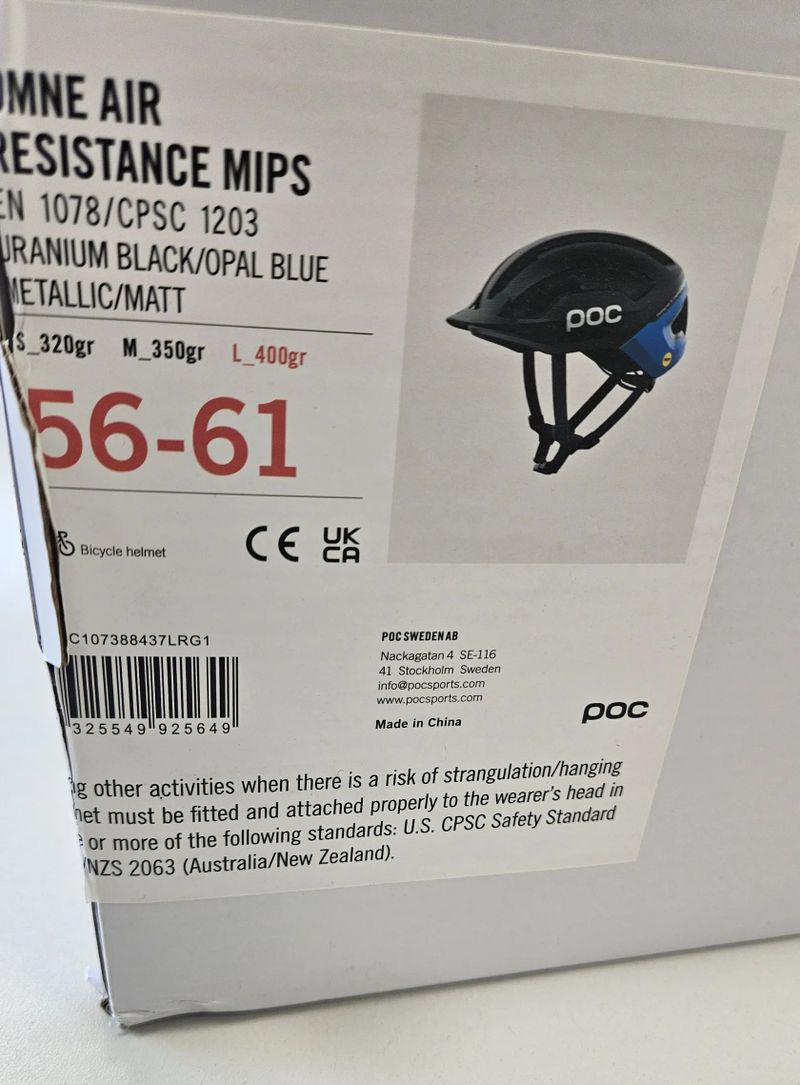 OMNE AIR
RESISTANCE MIPS
EN 1078/CPSC 1203
URANIUM BLACK/OPAL BLUE
METALLIC/MATT
S_320gr M_350gr L_400gr
56-61
Bicycle helmet
CE UK CA
poc
C107388437LRG1
325549 925649
POC SWEDEN AB
Nackagatan 4 SE-116
41 Stockholm Sweden
info@pocsports.com
www.pocsports.com
Made in China
poc
other activities when there is a risk of strangulation/hanging
must be fitted and attached properly to the wearer's head in
or more of the following standards: U.S. CPSC Safety Standard
/NZS 2063 (Australia/New Zealand).